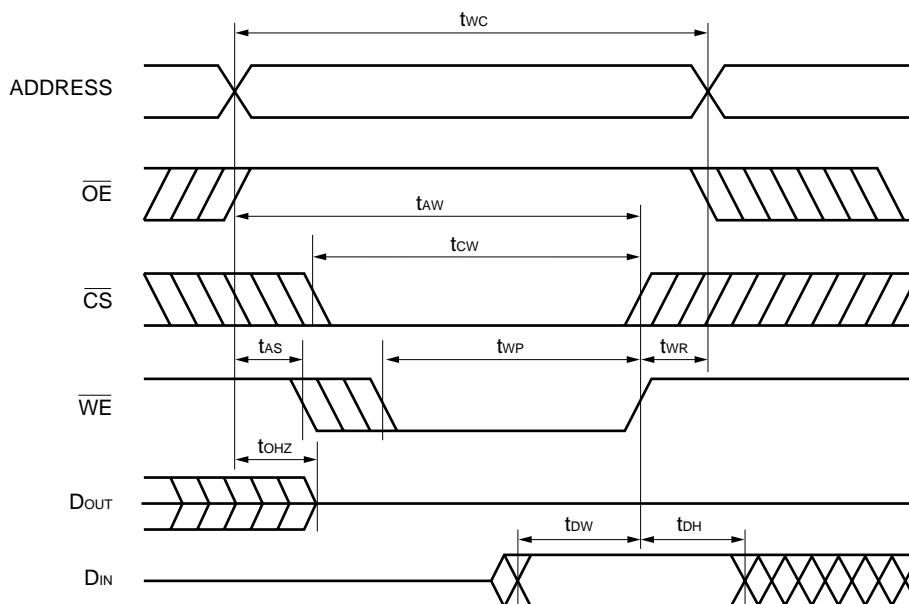 tWC
ADDRESS
OE
tAW
tCW
CS
tAS
tWP
tWR
WE
tOHZ
DOUT
tDW
tDH
DIN